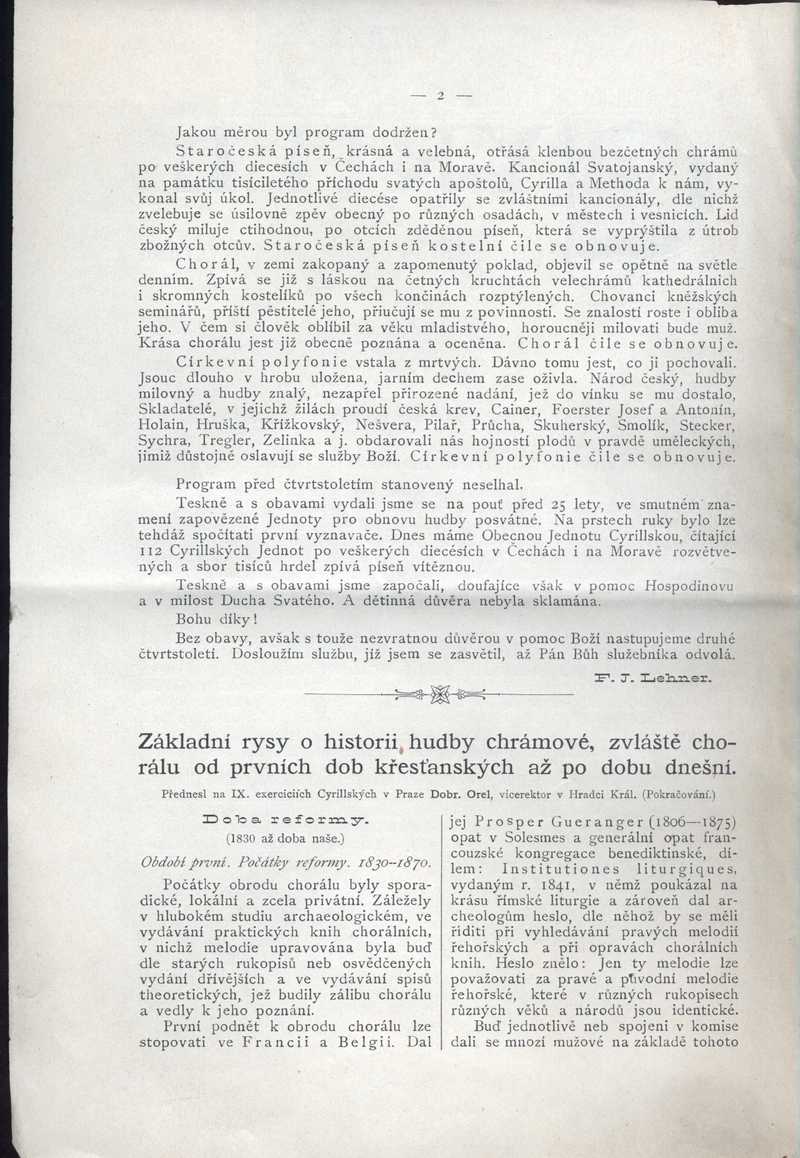 — 2 —
Jakou měrou byl program dodržen?
Staročeská píseň, krásná a velebná, otřásá klenbou bezčetných chrámů
po veškerých diecesích v Čechách i na Moravě. Kancionál Svatojanský, vydaný
na památku tisíciletého příchodu svatých apoštolů, Cyrilla a Methoda k nám, vy-
konal svůj úkol. Jednotlivé diecése opatřily se zvláštními kancionály, dle nichž
zvelebuje se úsilovně zpěv obecný po různých osadách, v městech i vesnicích. Lid
český miluje ctihodnou, po otcích zděděnou píseň, která se vyprýštila z útrob
zbožných otcův. Staročeská píseň kostelní čile se obnovuje.
Chorál, v zemi zakopaný a zapomenutý poklad, objevil se opětně na světle
denním. Zpívá se již s láskou na četných kruchtách velechrámů kathedrálních
i skromných kostelíků po všech končinách rozptýlených. Chovanci kněžských
seminářů, příští pěstitelé jeho, přiučují se mu z povinnosti. Se znalostí roste i obliba
jeho. V čem si člověk oblíbil za věku mladistvého, horoucněji milovati bude muž.
Krása chorálu jest již obecně poznána a oceněna. Chorál čile se obnovuje.
Církevní polyfonie vstala z mrtvých. Dávno tomu jest, co ji pochovali.
Jsouc dlouho v hrobu uložena, jarním dechem zase oživla. Národ český, hudby
milovný a hudby znalý, nezapřel přirozené nadání, jež do vínku se mu dostalo,
Skladatelé, v jejichž žilách proudí česká krev, Cainer, Foerster Josef a Antonín,
Holain, Hruška, Křížkovský, Nešvera, Pilař, Průcha, Skuherský, Smolík, Stecker,
Sychra, Tregler, Zelinka a j. obdarovali nás hojností plodů v pravdě uměleckých,
jimiž důstojně oslavují se služby Boží. Církevní polyfonie čile se obnovuje.
Program před čtvrtstoletím stanovený neselhal.
Teskně a s obavami vydali jsme se na pouť před 25 lety, ve smutném zna-
mení zapovězené Jednoty pro obnovu hudby posvátné. Na prstech ruky bylo lze
tehdáž spočítati první vyznavače. Dnes máme Obecnou Jednotu Cyrillskou, čítající
112 Cyrillských Jednot po veškerých diecésích v Čechách i na Moravě rozvětve-
ných a sbor tisíců hrdel zpívá píseň vítěznou.
Teskně a s obavami jsme započali, doufajíce však v pomoc Hospodinovu
a v milost Ducha Svatého. A dětinná důvěra nebyla sklamána.
Bohu díky!
Bez obavy, avšak s touže nezvratnou důvěrou v pomoc Boží nastupujeme druhé
čtvrtstoletí. Dosloužím službu, jíž jsem se zasvětil, až Pán Bůh služebníka odvolá.
F. J. Lehner.
Základní rysy o historii hudby chrámové, zvláště cho-
rálu od prvních dob křesťanských až po dobu dnešní.
Přednesl na IX. exerciciích Cyrillských v Praze Dobr. Orel, vicerektor v Hradci Král. (Pokračování.)
Doba reformy.
(1830 až doba naše.)
Období první. Počátky reformy. 1830–1870.
Počátky obrodu chorálu byly spora-
dické, lokální a zcela privátní. Záležely
v hlubokém studiu archaeologickém, ve
vydávání praktických knih chorálních,
v nichž melodie upravována byla buď
dle starých rukopisů neb osvědčených
vydání dřívějších a ve vydávání spisů
theoretických, jež budily zálibu chorálu
a vedly k jeho poznání.
První podnět k obrodu chorálu lze
stopovati ve Francii a Belgii. Dal
jej Prosper Gueranger (1806—1875)
opat v Solesmes a generální opat fran-
couzské kongregace benediktinské, dí-
lem: Institutiones liturgiques,
vydaným r. 1841, v němž poukázal na
krásu římské liturgie a zároveň dal ar-
cheologům heslo, dle něhož by se měli
říditi při vyhledávání pravých melodií
řehořských a při opravách chorálních
knih. Heslo znělo: Jen ty melodie lze
považovati za pravé a původní melodie
řehořské, které v různých rukopisech
různých věků a národů jsou identické.
Buď jednotlivě neb spojeni v komise
dali se mnozí mužové na základě tohoto